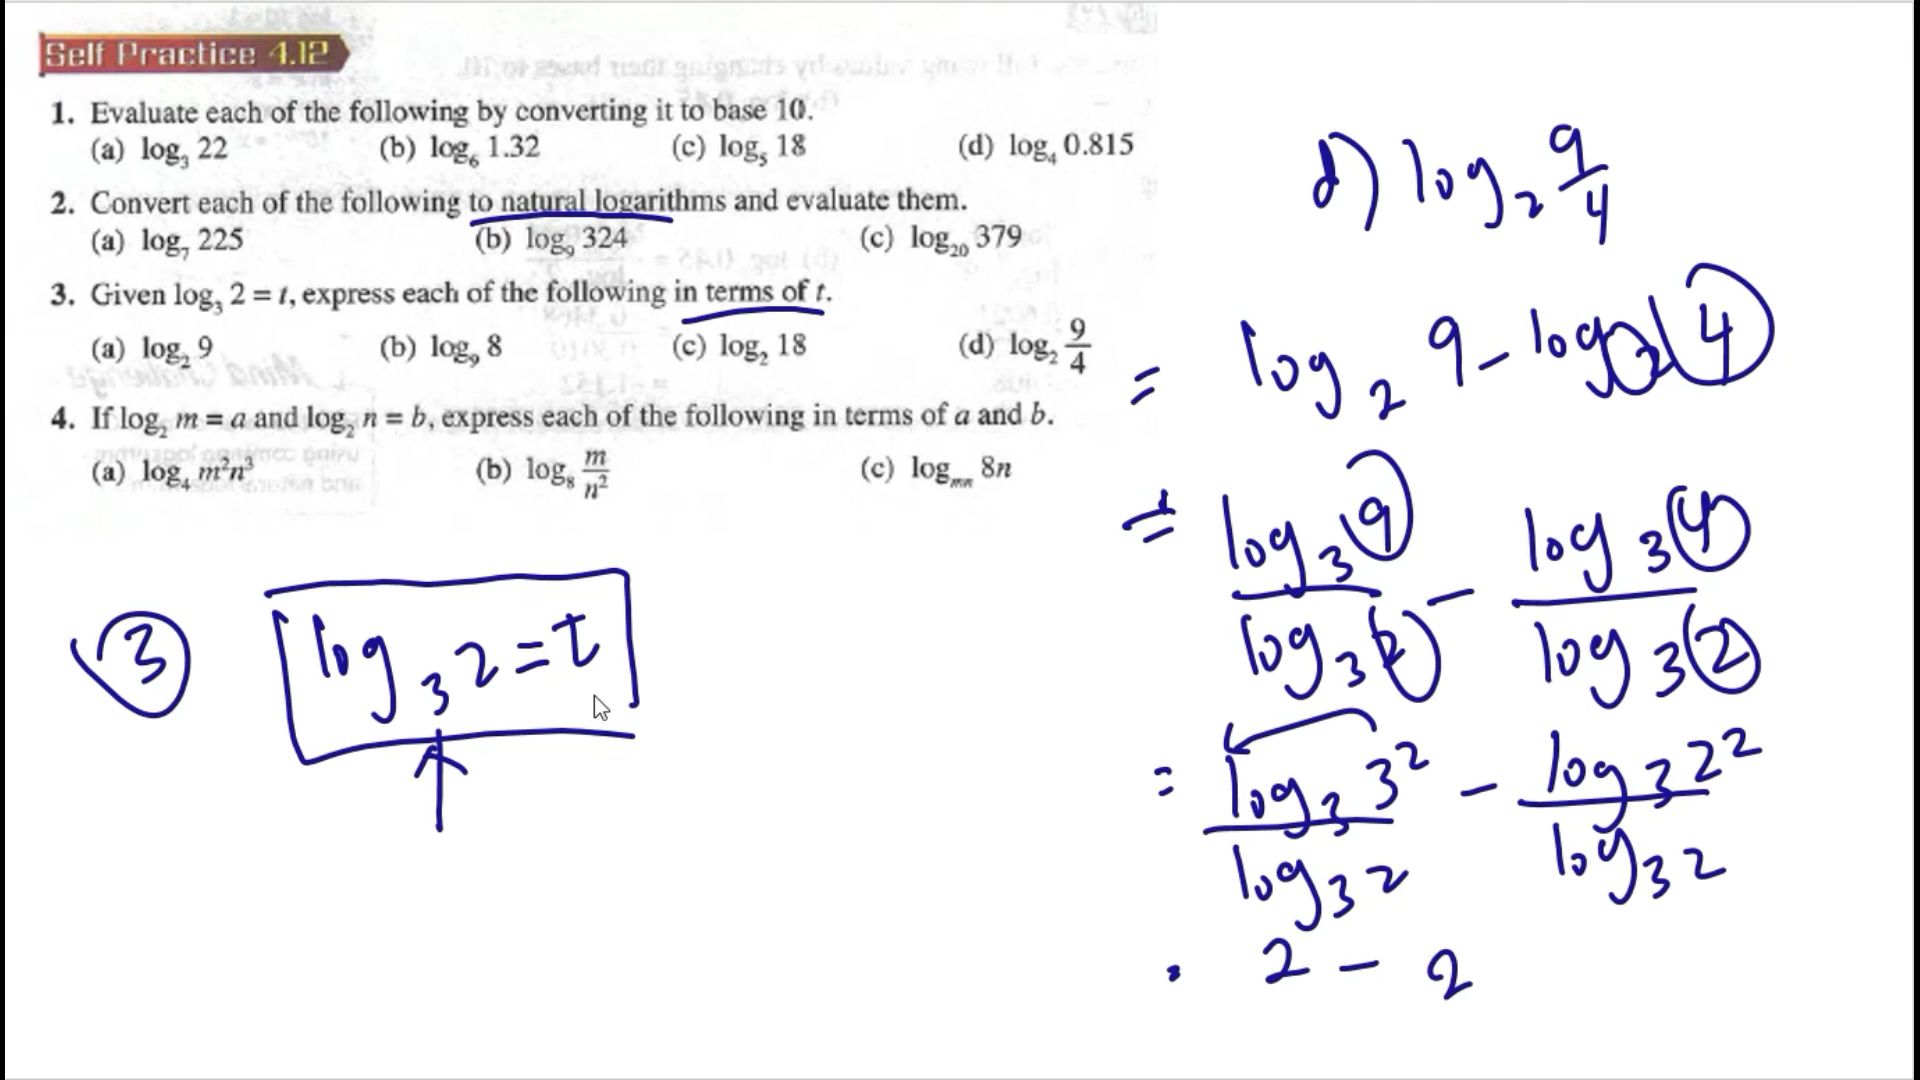 Self Practice 4.12
1. Evaluate each of the following by converting it to base 10.
(a) log₃ 22 (b) log₆ 1.32 (c) log₅ 18 (d) log₄ 0.815
2. Convert each of the following to natural logarithms and evaluate them.
(a) log₇ 225 (b) log₉ 324 (c) log₂₀ 379
3. Given log₃ 2 = t, express each of the following in terms of t.
(a) log₂ 9 (b) log₉ 8 (c) log₂ 18 (d) log₂ 9/4
4. If log₂ m = a and log₂ n = b, express each of the following in terms of a and b.
(a) log₄ m²n³ (b) log₈ m/n² (c) logₘₙ 8n
3 log₃ 2 = t
d) log₂ 9/4
= log₂ 9 - log₂ 4
= log₃ 9 / log₃ 2 - log₃ 4 / log₃ 2
= log₃ 3² / log₃ 2 - log₃ 2² / log₃ 2
2 - 2